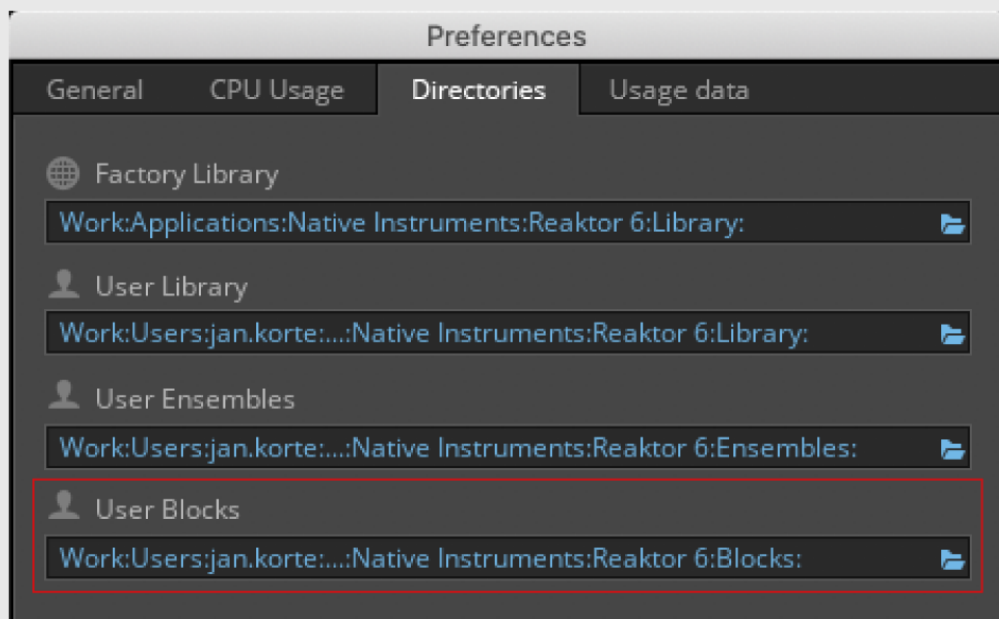 Preferences
General CPU Usage Directories Usage data
Factory Library
Work:Applications:Native Instruments:Reaktor 6:Library:
User Library
Work:Users:jan.korte:...:Native Instruments:Reaktor 6:Library:
User Ensembles
Work:Users:jan.korte:...:Native Instruments:Reaktor 6:Ensembles:
User Blocks
Work:Users:jan.korte:...:Native Instruments:Reaktor 6:Blocks: